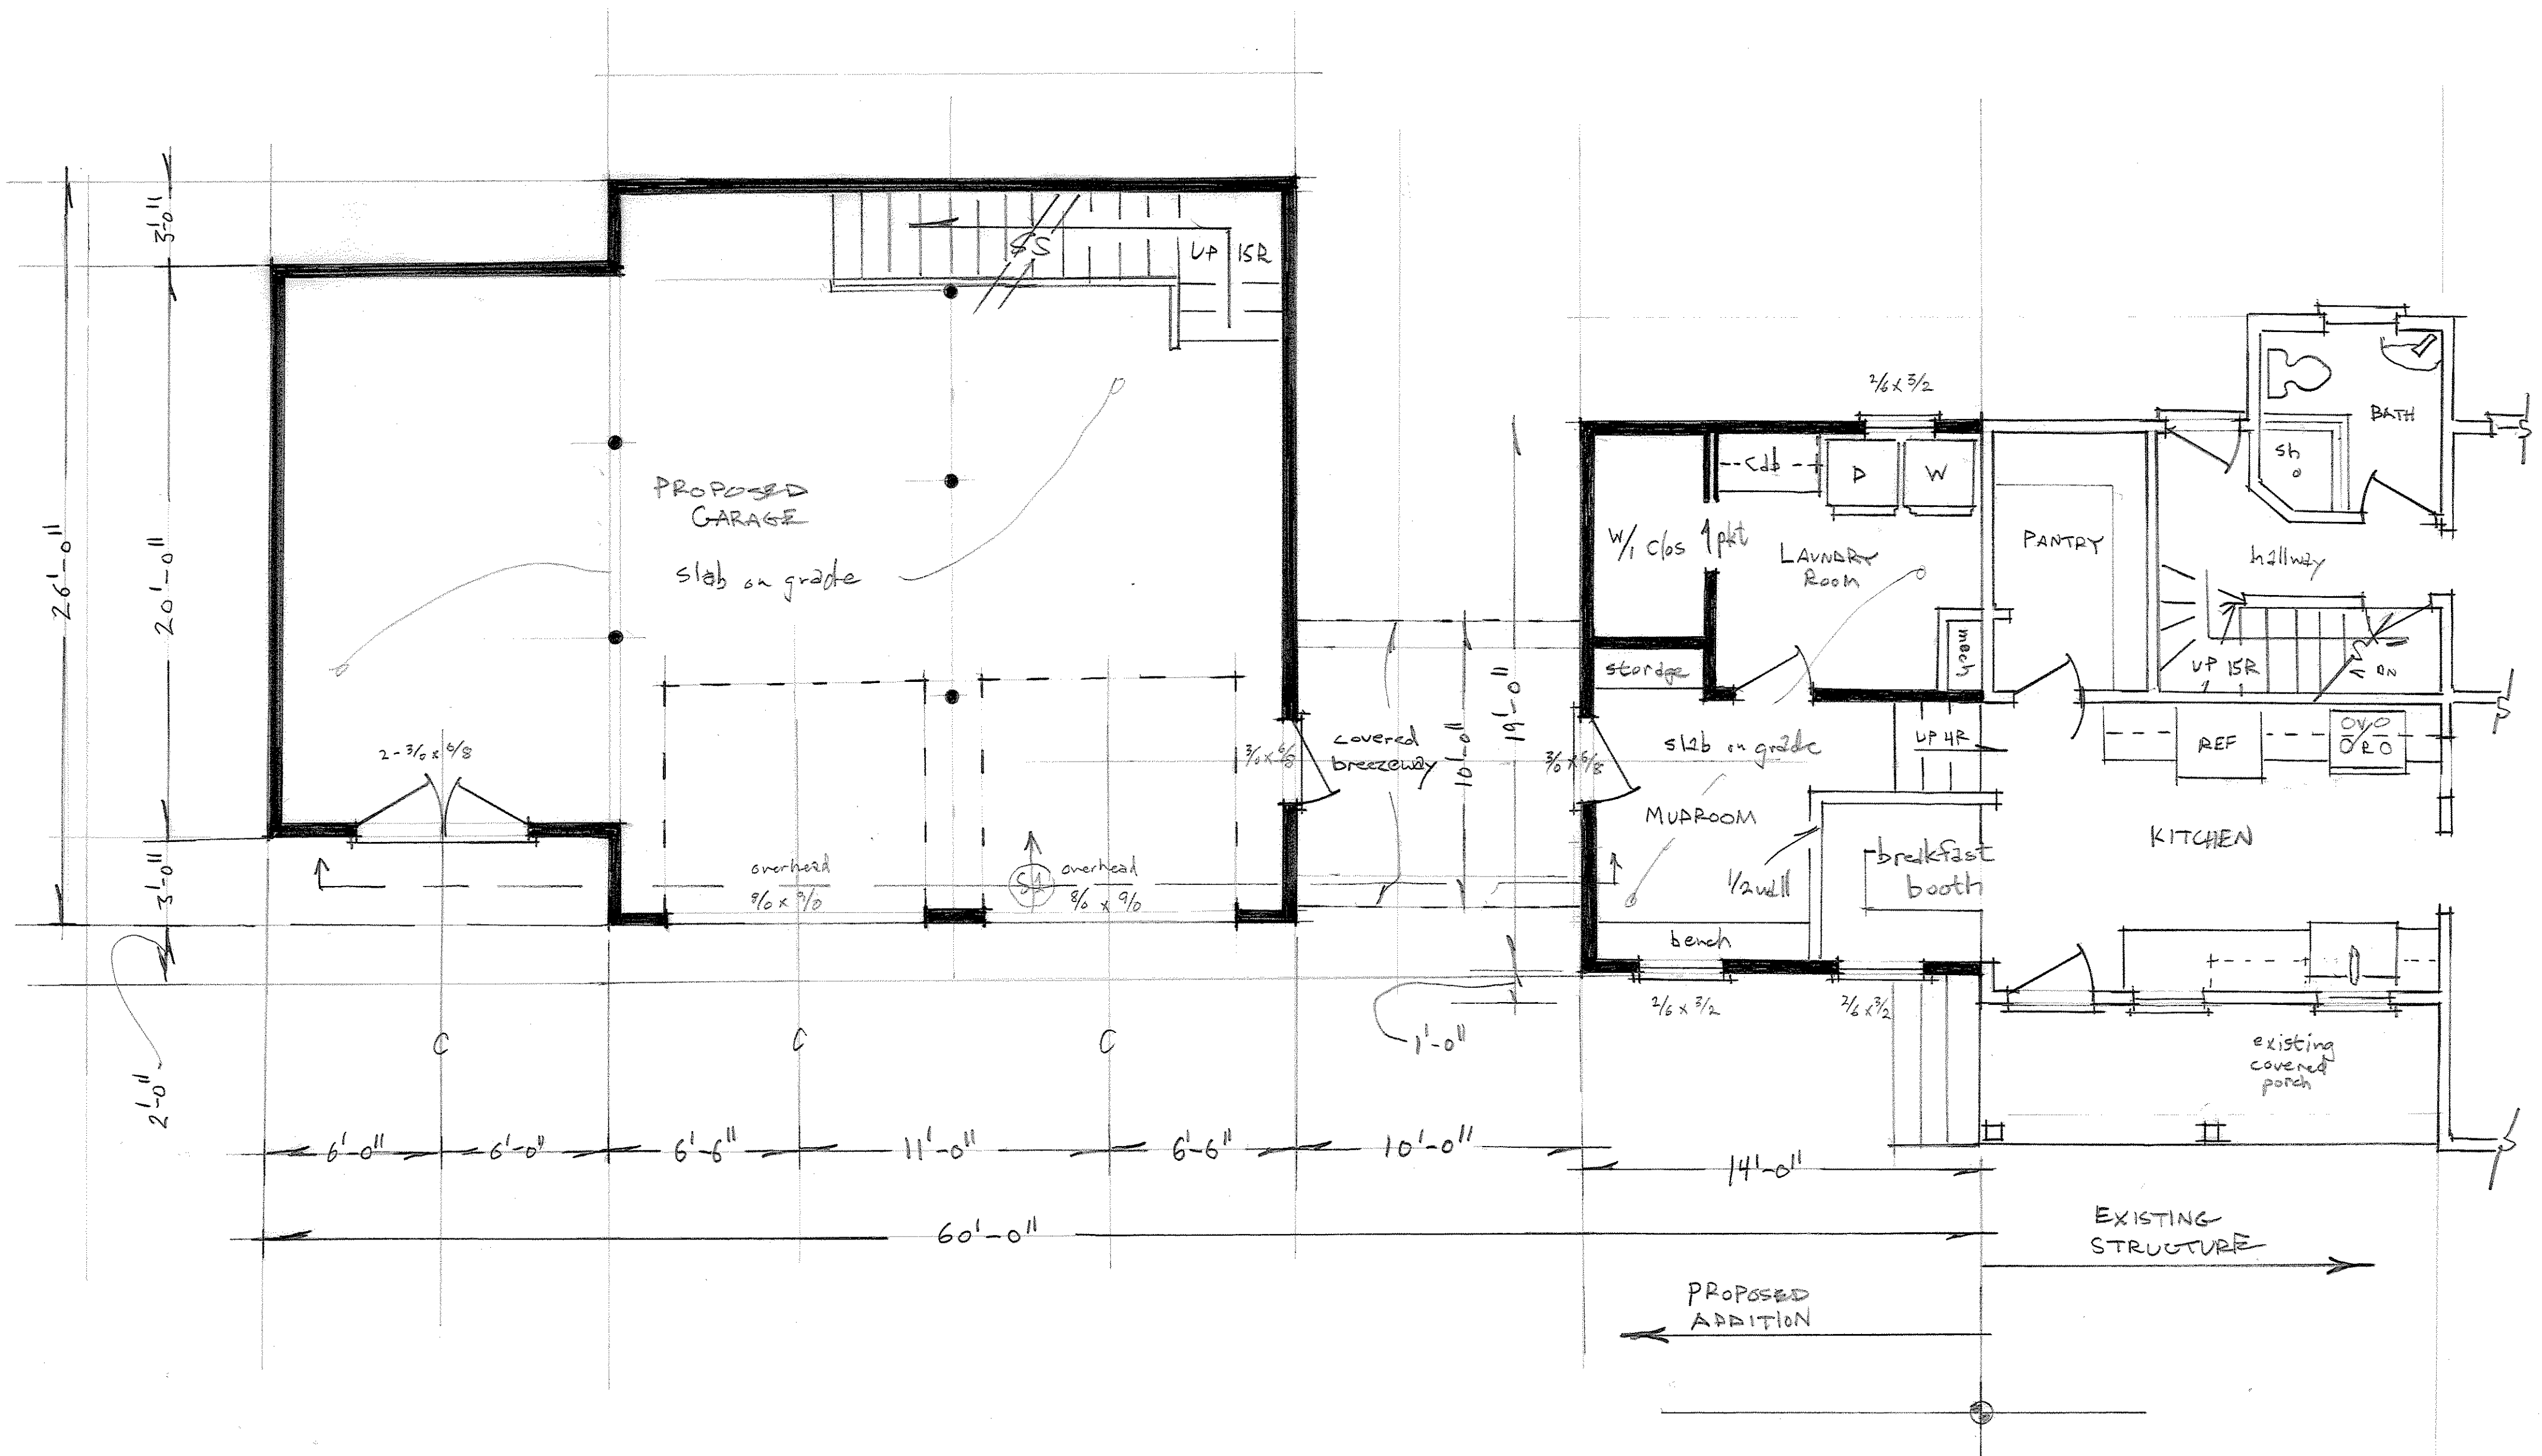 3'-0"
26'-0"
20'-0"
3'-0"
2'-0"
UP 15R
PROPOSED
GARAGE
slab on grade
2-3/0 x 6/8
overhead
9/0 x 9/0
S1
overhead
8/0 x 9/0
3/0 x 6/8
covered
breezeway
10'-0"
19'-0"
1'-0"
3/0 x 6/8
2/6 x 3/2
cab
D
W
W/I clos
pkt
LAUNDRY
Room
mech
storage
slab on grade
UP 4R
MUDROOM
1/2 wall
breakfast
booth
bench
2/6 x 3/2
2/6 x 3/2
PANTRY
BATH
sh
hallway
UP 15R
DN
REF
OV
R
KITCHEN
existing
covered
porch
C
C
C
6'-0"
6'-0"
6'-6"
11'-0"
6'-6"
10'-0"
14'-0"
60'-0"
EXISTING
STRUCTURE
PROPOSED
ADDITION